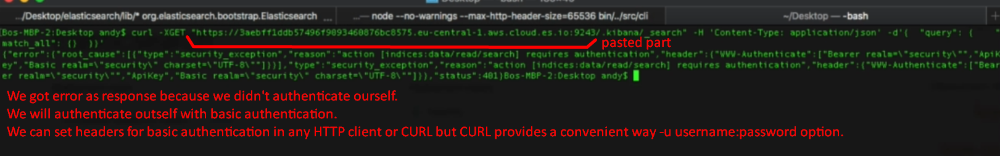 .../Desktop/elasticsearch/lib/* org.elasticsearch.bootstrap.Elasticsearch ...
...— node --no-warnings --max-http-header-size=65536 bin/../src/cli
~/Desktop — -bash
[Bos-MBP-2:Desktop andy$ curl -XGET "https://3aebff1ddb57496f9093460876bc8575.eu-central-1.aws.cloud.es.io:9243/.kibana/_search" -H 'Content-Type: application/json' -d'{  "query": {     "
match_all": {}  }}'
pasted part
{"error":{"root_cause":[{"type":"security_exception","reason":"action [indices:data/read/search] requires authentication","header":{"WWW-Authenticate":["Bearer realm=\"security\"","ApiK
ey","Basic realm=\"security\" charset=\"UTF-8\""]}}],"type":"security_exception","reason":"action [indices:data/read/search] requires authentication","header":{"WWW-Authenticate":["Bear
er realm=\"security\"","ApiKey","Basic realm=\"security\" charset=\"UTF-8\""]}},"status":401}Bos-MBP-2:Desktop andy$
We got error as response because we didn't authenticate ourself.
We will authenticate outself with basic authentication.
We can set headers for basic authentication in any HTTP client or CURL but CURL provides a convenient way -u username:password option.